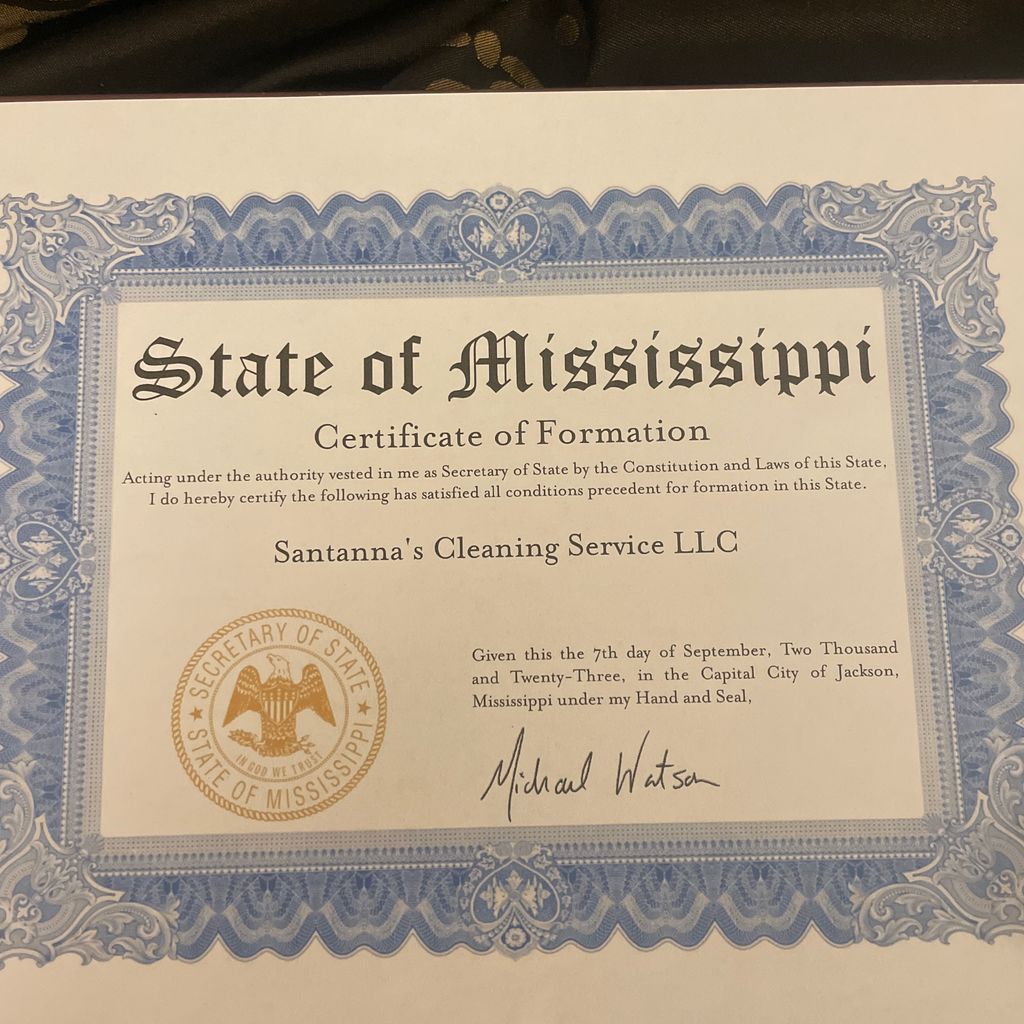 State of Mississippi
Certificate of Formation
Acting under the authority vested in me as Secretary of State by the Constitution and Laws of this State,
I do hereby certify the following has satisfied all conditions precedent for formation in this State.
Santanna's Cleaning Service LLC
SECRETARY OF STATE
IN GOD WE TRUST
STATE OF MISSISSIPPI
Given this the 7th day of September, Two Thousand
and Twenty-Three, in the Capital City of Jackson,
Mississippi under my Hand and Seal,
Michael Watson